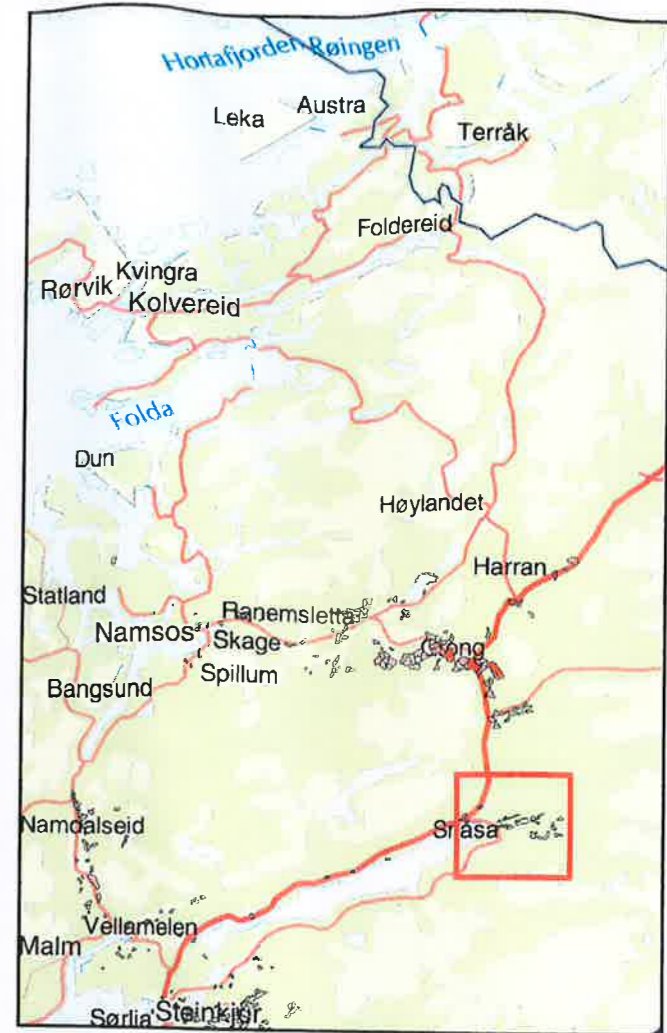 Hortafjorden Røingen
Leka
Austra
Terråk
Foldereid
Kvingra
Rørvik
Kolvereid
Folda
Dun
Høylandet
Harran
Statland
Ranemsletta
Namsos
Skage
Grong
Spillum
Bangsund
Namdalseid
Snåsa
Vellamelen
Malm
Sørlia
Steinkjer